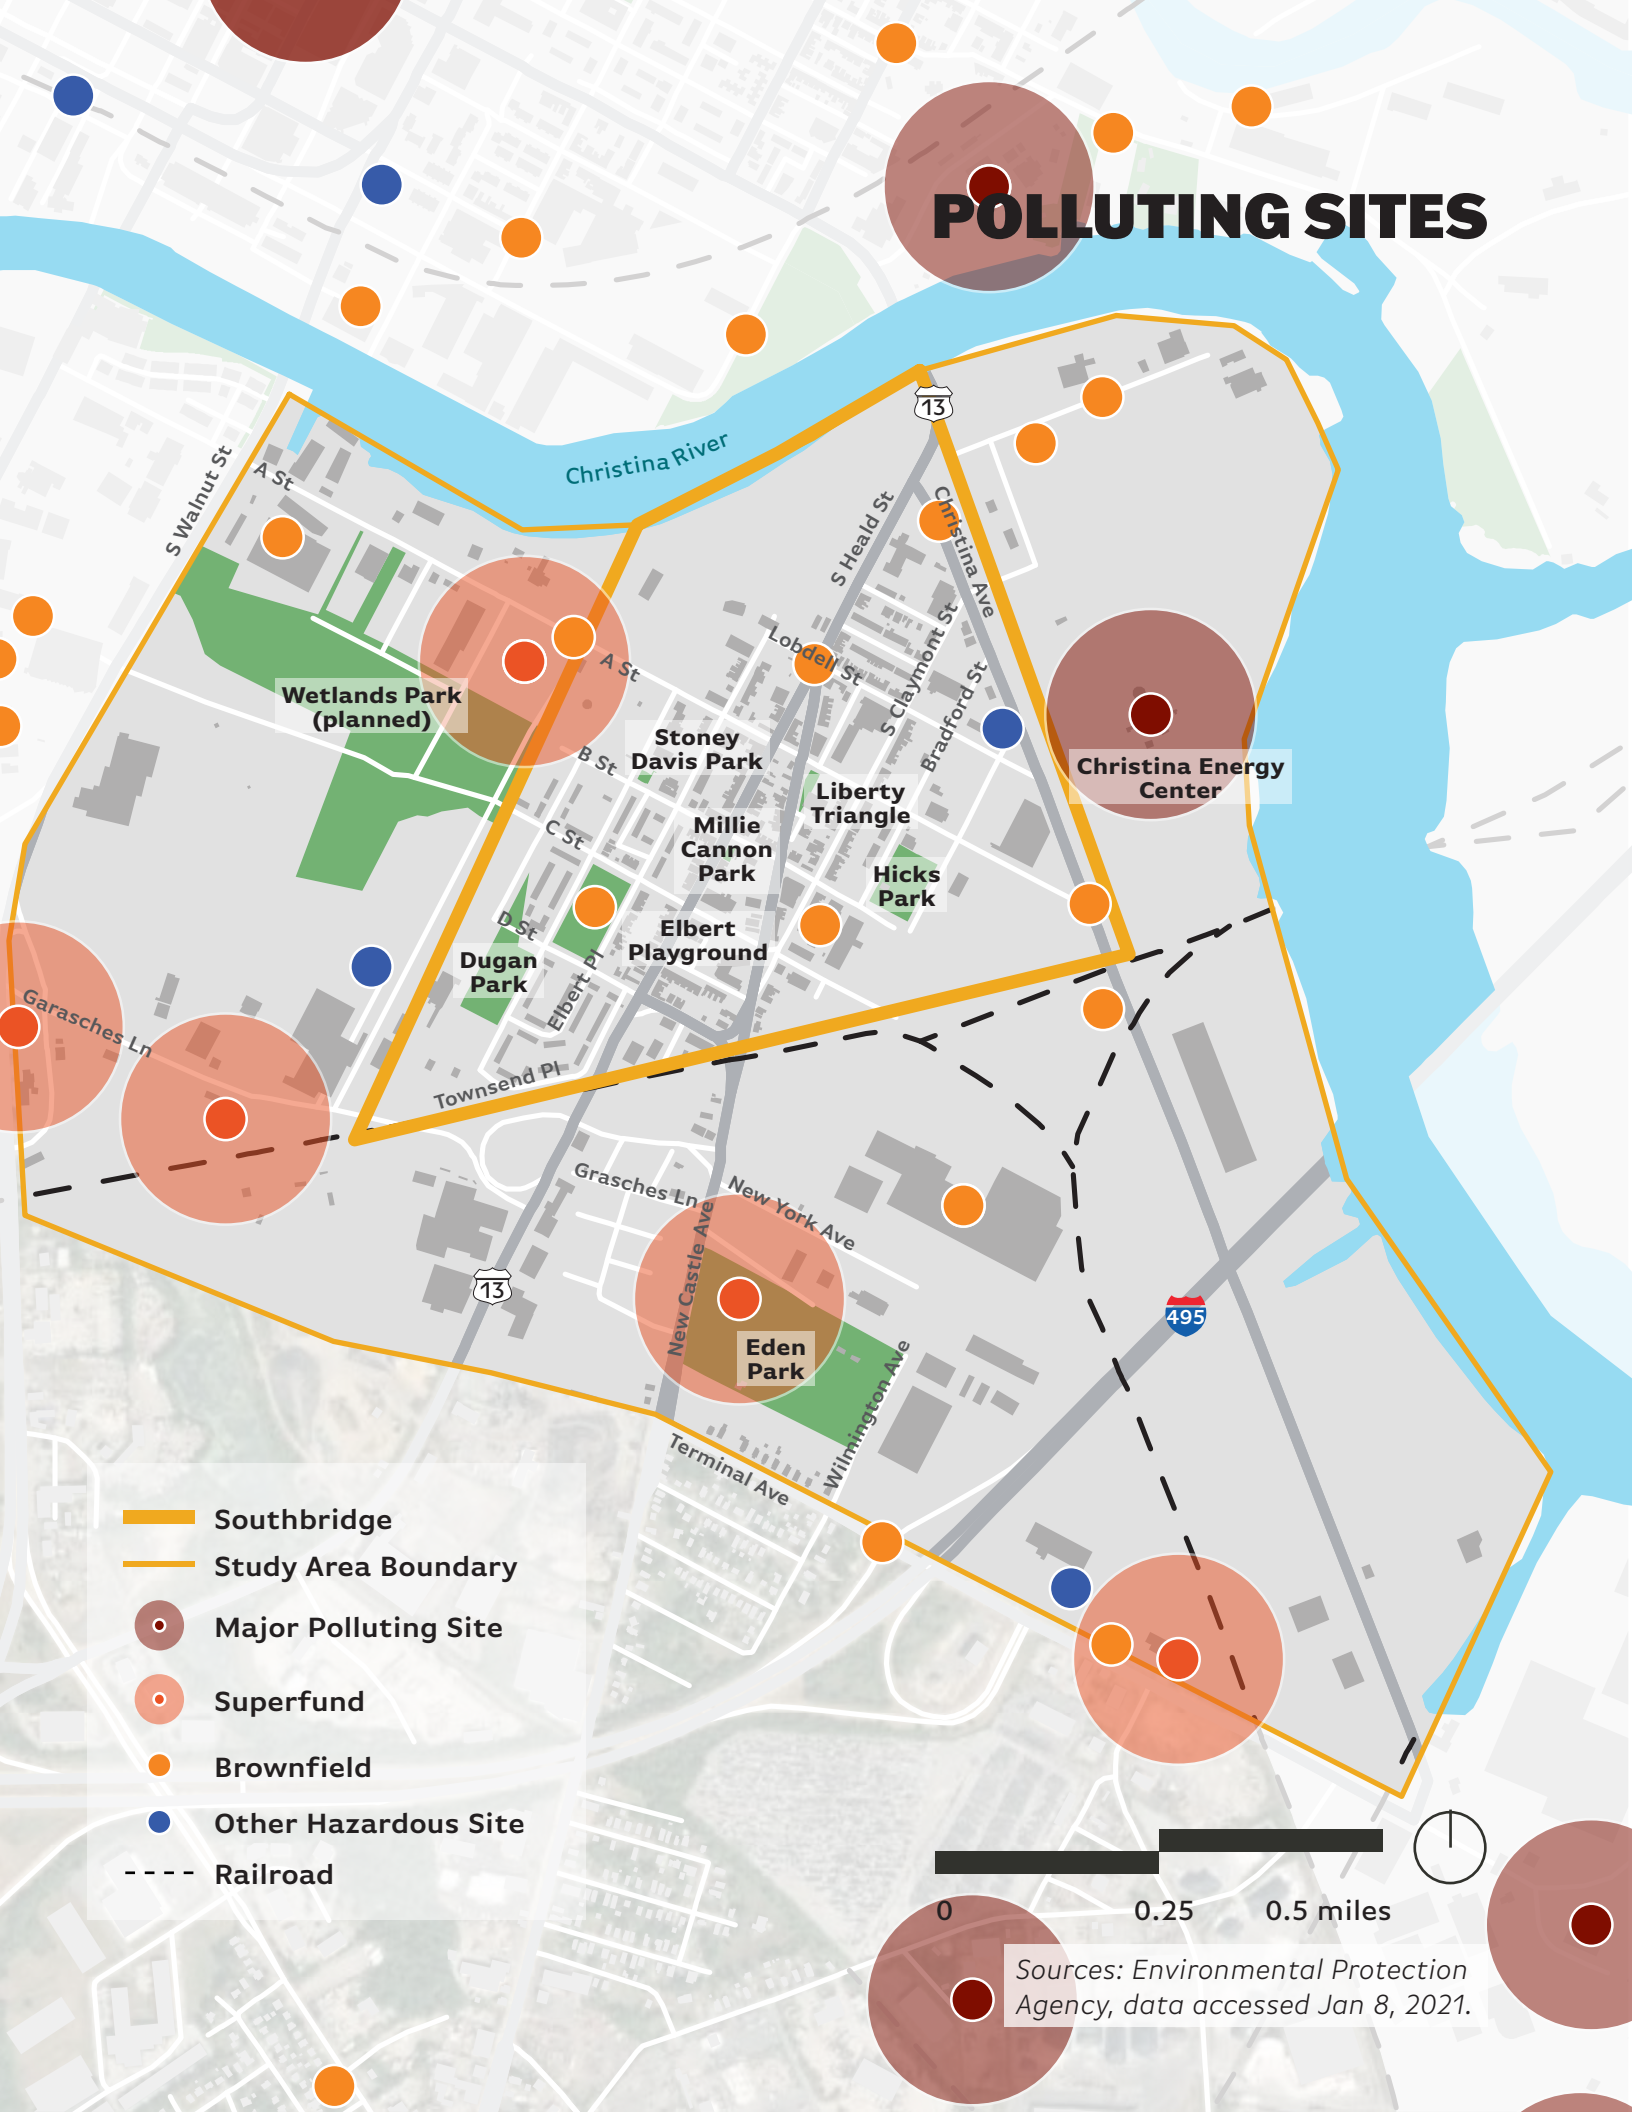 POLLUTING SITES
13
Christina River
S Walnut St
A St
S Heald St
Christina Ave
Lobdell St
S Claymont St
A St
Bradford St
Wetlands Park
(planned)
Stoney
Davis Park
B St
Christina Energy
Center
Liberty
Triangle
Millie
Cannon
Park
C St
Hicks
Park
D St
Elbert
Playground
Dugan
Park
Elbert Pl
Garasches Ln
Townsend Pl
Grasches Ln
New York Ave
New Castle Ave
13
495
Eden
Park
Wilmington Ave
Terminal Ave
Southbridge
Study Area Boundary
Major Polluting Site
Superfund
Brownfield
Other Hazardous Site
Railroad
0 0.25 0.5 miles
Sources: Environmental Protection
Agency, data accessed Jan 8, 2021.